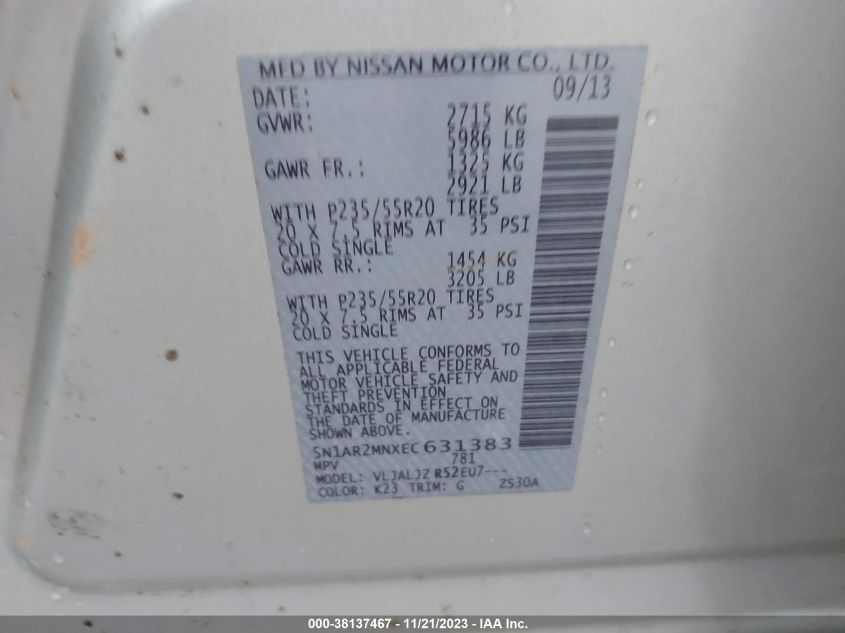 MFD BY NISSAN MOTOR CO., LTD.
DATE: 09/13
GVWR: 2715 KG
5986 LB
GAWR FR.: 1325 KG
2921 LB
WITH P235/55R20 TIRES
20 X 7.5 RIMS AT 35 PSI
COLD SINGLE
GAWR RR.: 1454 KG
3205 LB
WITH P235/55R20 TIRES
20 X 7.5 RIMS AT 35 PSI
COLD SINGLE
THIS VEHICLE CONFORMS TO
ALL APPLICABLE FEDERAL
MOTOR VEHICLE SAFETY AND
THEFT PREVENTION
STANDARDS IN EFFECT ON
THE DATE OF MANUFACTURE
SHOWN ABOVE.
5N1AR2MNXEC631383
MPV 781
MODEL: VLJALJZ R52EU7---
COLOR: K23 TRIM: G ZS30A
000-38137467 - 11/21/2023 - IAA Inc.